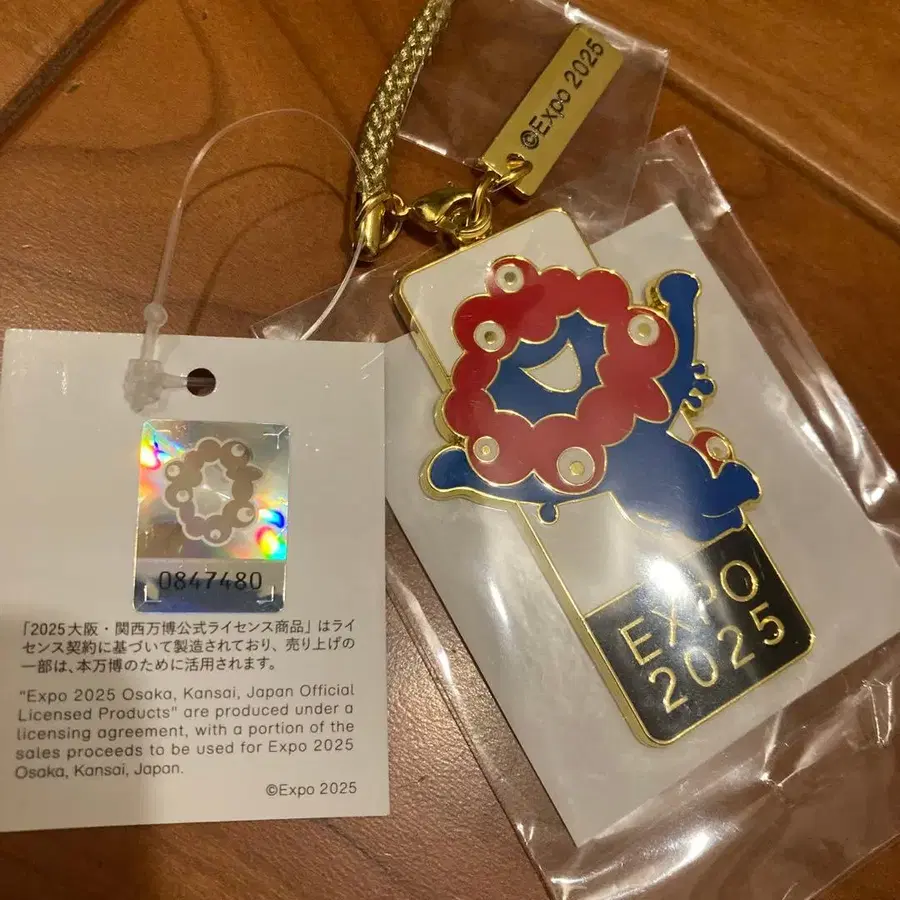 ©Expo 2025
0847480
「2025大阪・関西万博公式ライセンス商品」はライ
センス契約に基づいて製造されており、売り上げの
一部は、本万博のために活用されます。
"Expo 2025 Osaka, Kansai, Japan Official
Licensed Products" are produced under a
licensing agreement, with a portion of the
sales proceeds to be used for Expo 2025
Osaka, Kansai, Japan.
©Expo 2025
EXPO
2025